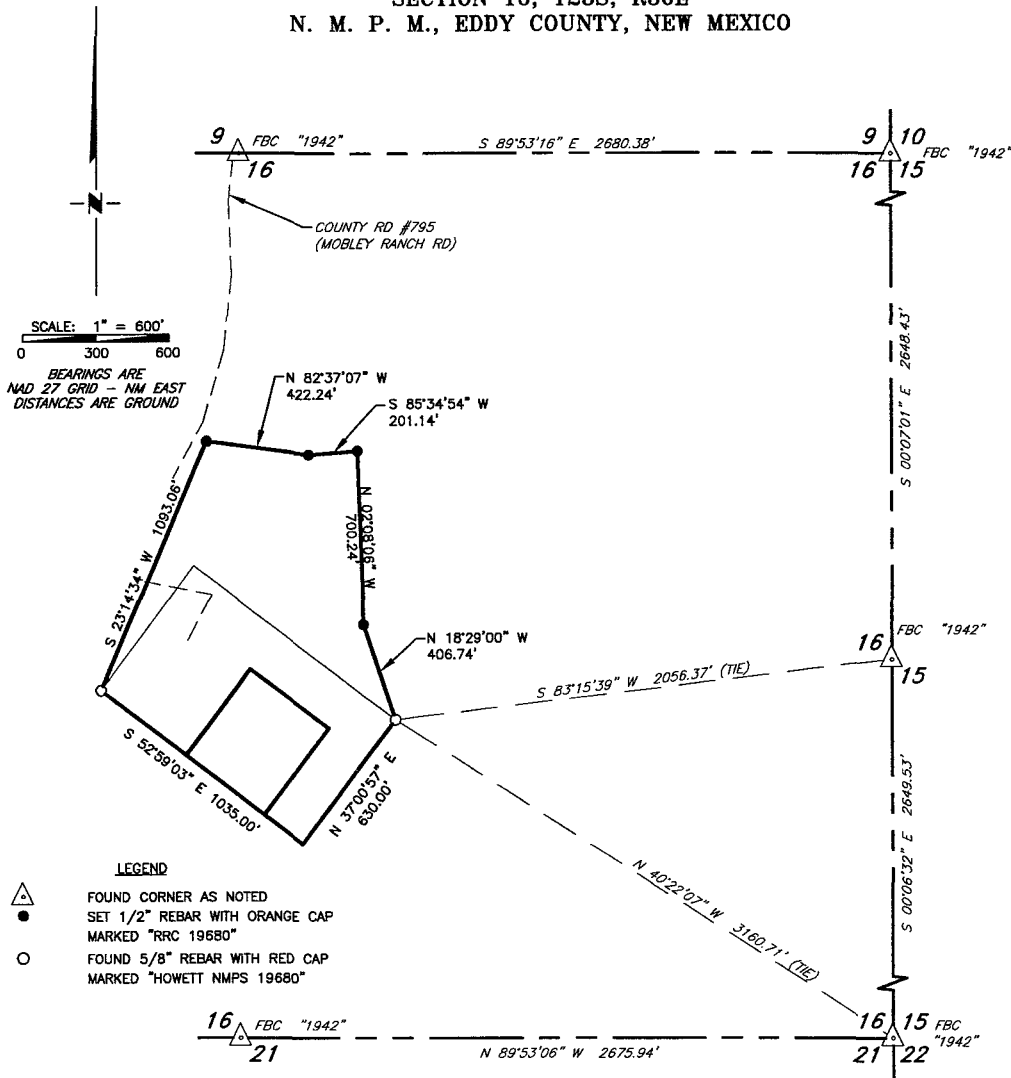 N. M. P. M., EDDY COUNTY, NEW MEXICO
9 FBC "1942"
16
S 89°53'16" E 2680.38'
9 10
16 15 FBC "1942"
COUNTY RD #795
(MOBLEY RANCH RD)
N
SCALE: 1" = 600'
0 300 600
BEARINGS ARE
NAD 27 GRID – NM EAST
DISTANCES ARE GROUND
S 00°07'01" E 2648.43'
N 82°37'07" W
422.24'
S 85°34'54" W
201.14'
S 23°14'34" W 1093.06'
N 02°08'06" W
700.24'
N 18°29'00" W
406.74'
16 FBC "1942"
15
S 83°15'39" W 2056.37' (TIE)
S 52°59'03" E 1035.00'
N 37°00'57" E
630.00'
N 40°22'07" W 3160.71' (TIE)
S 00°06'32" E 2649.53'
LEGEND
FOUND CORNER AS NOTED
SET 1/2" REBAR WITH ORANGE CAP
MARKED "RRC 19680"
FOUND 5/8" REBAR WITH RED CAP
MARKED "HOWETT NMPS 19680"
16 FBC "1942"
21
N 89°53'06" W 2675.94'
16 15 FBC
21 22 "1942"